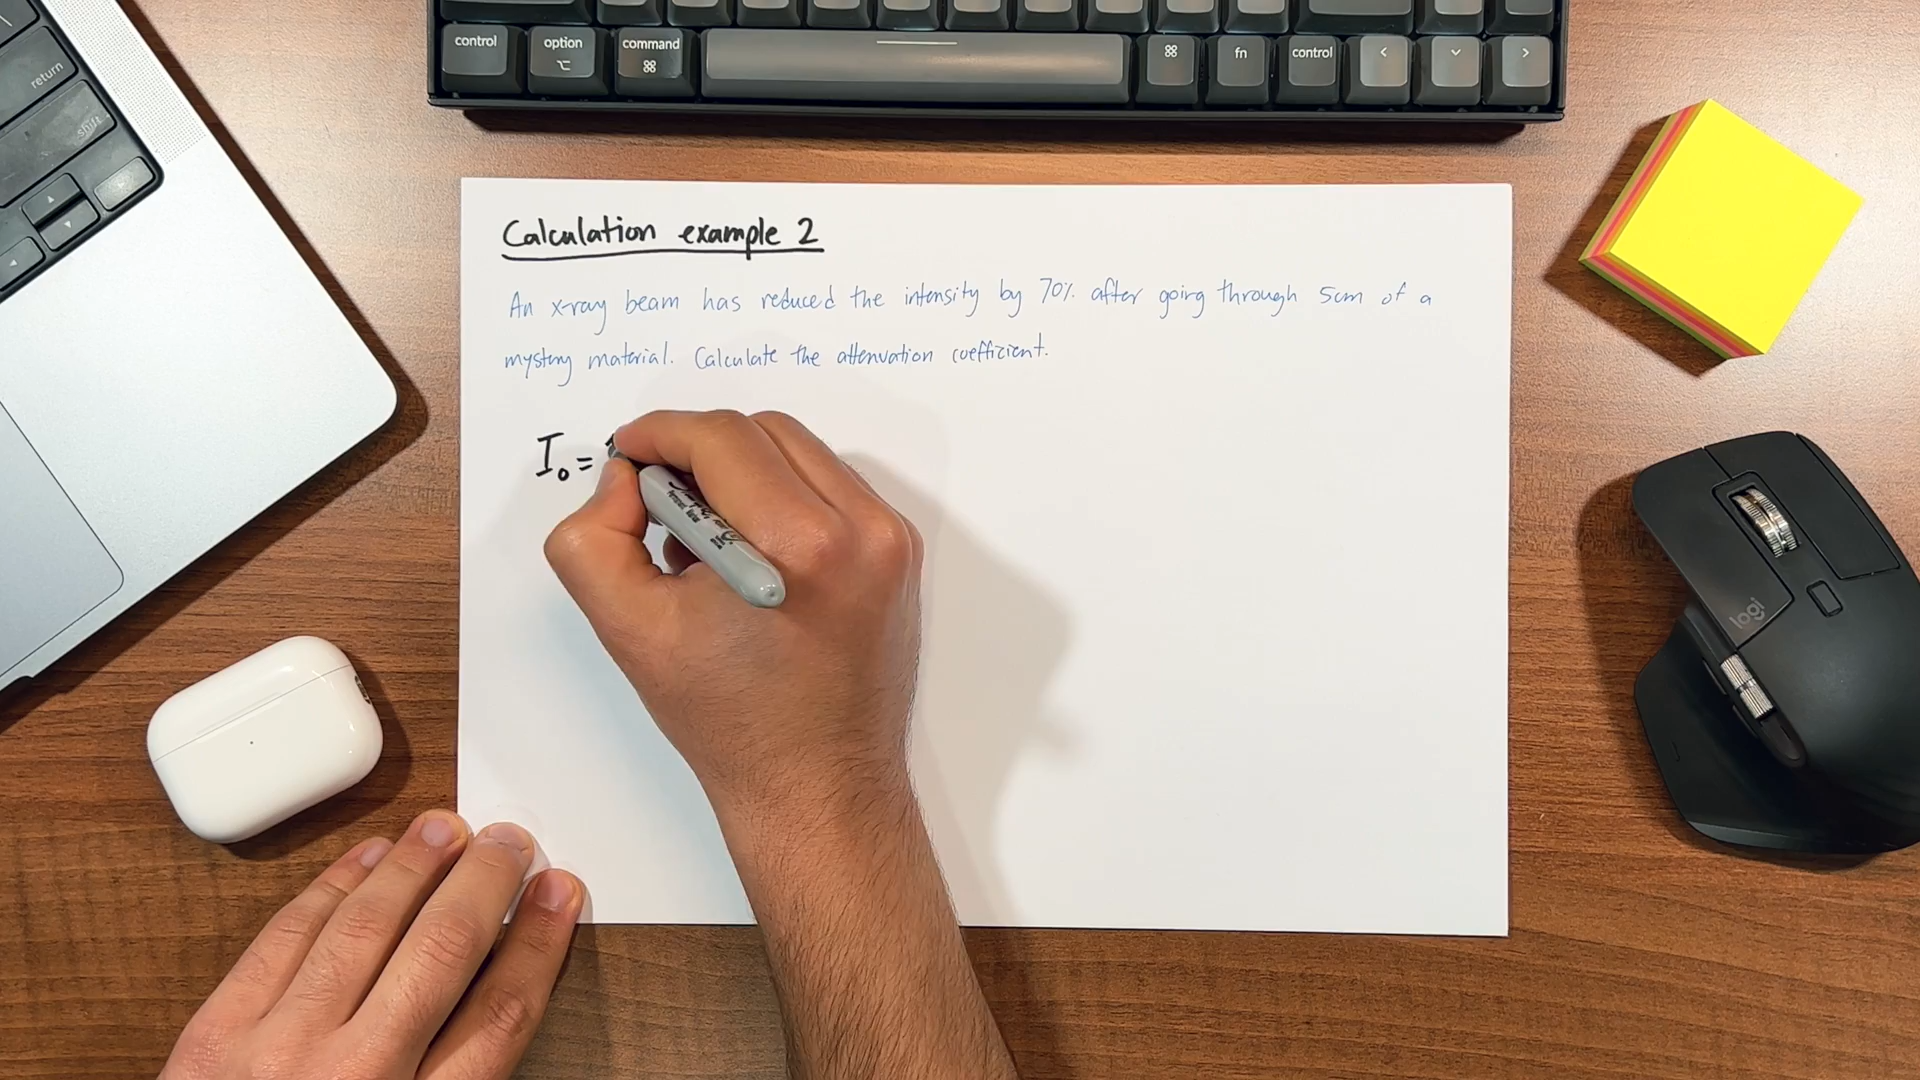 return
shift
control
option
command
fn
control
Calculation example 2
An x-ray beam has reduced the intensity by 70% after going through 5cm of a
mystery material. Calculate the attenuation coefficient.
I₀ =
Sharpie
logi